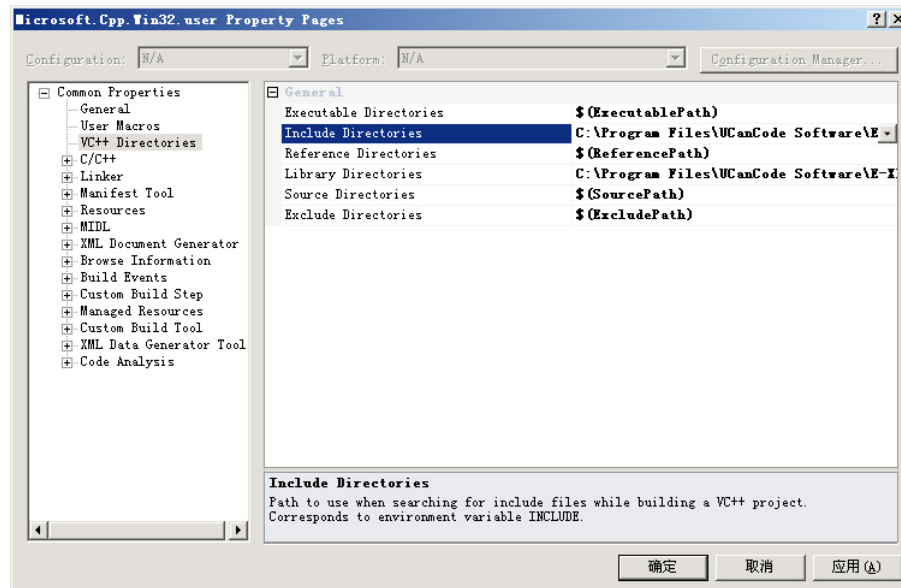 Microsoft.Cpp.Win32.user Property Pages
Configuration: N/A Platform: N/A Configuration Manager...
Common Properties
General
User Macros
VC++ Directories
C/C++
Linker
Manifest Tool
Resources
MIDL
XML Document Generator
Browse Information
Build Events
Custom Build Step
Managed Resources
Custom Build Tool
XML Data Generator Tool
Code Analysis
General
Executable Directories $(ExecutablePath)
Include Directories C:\Program Files\UCanCode Software\E
Reference Directories $(ReferencePath)
Library Directories C:\Program Files\UCanCode Software\E-X
Source Directories $(SourcePath)
Exclude Directories $(ExcludePath)
Include Directories
Path to use when searching for include files while building a VC++ project.
Corresponds to environment variable INCLUDE.
确定 取消 应用(A)